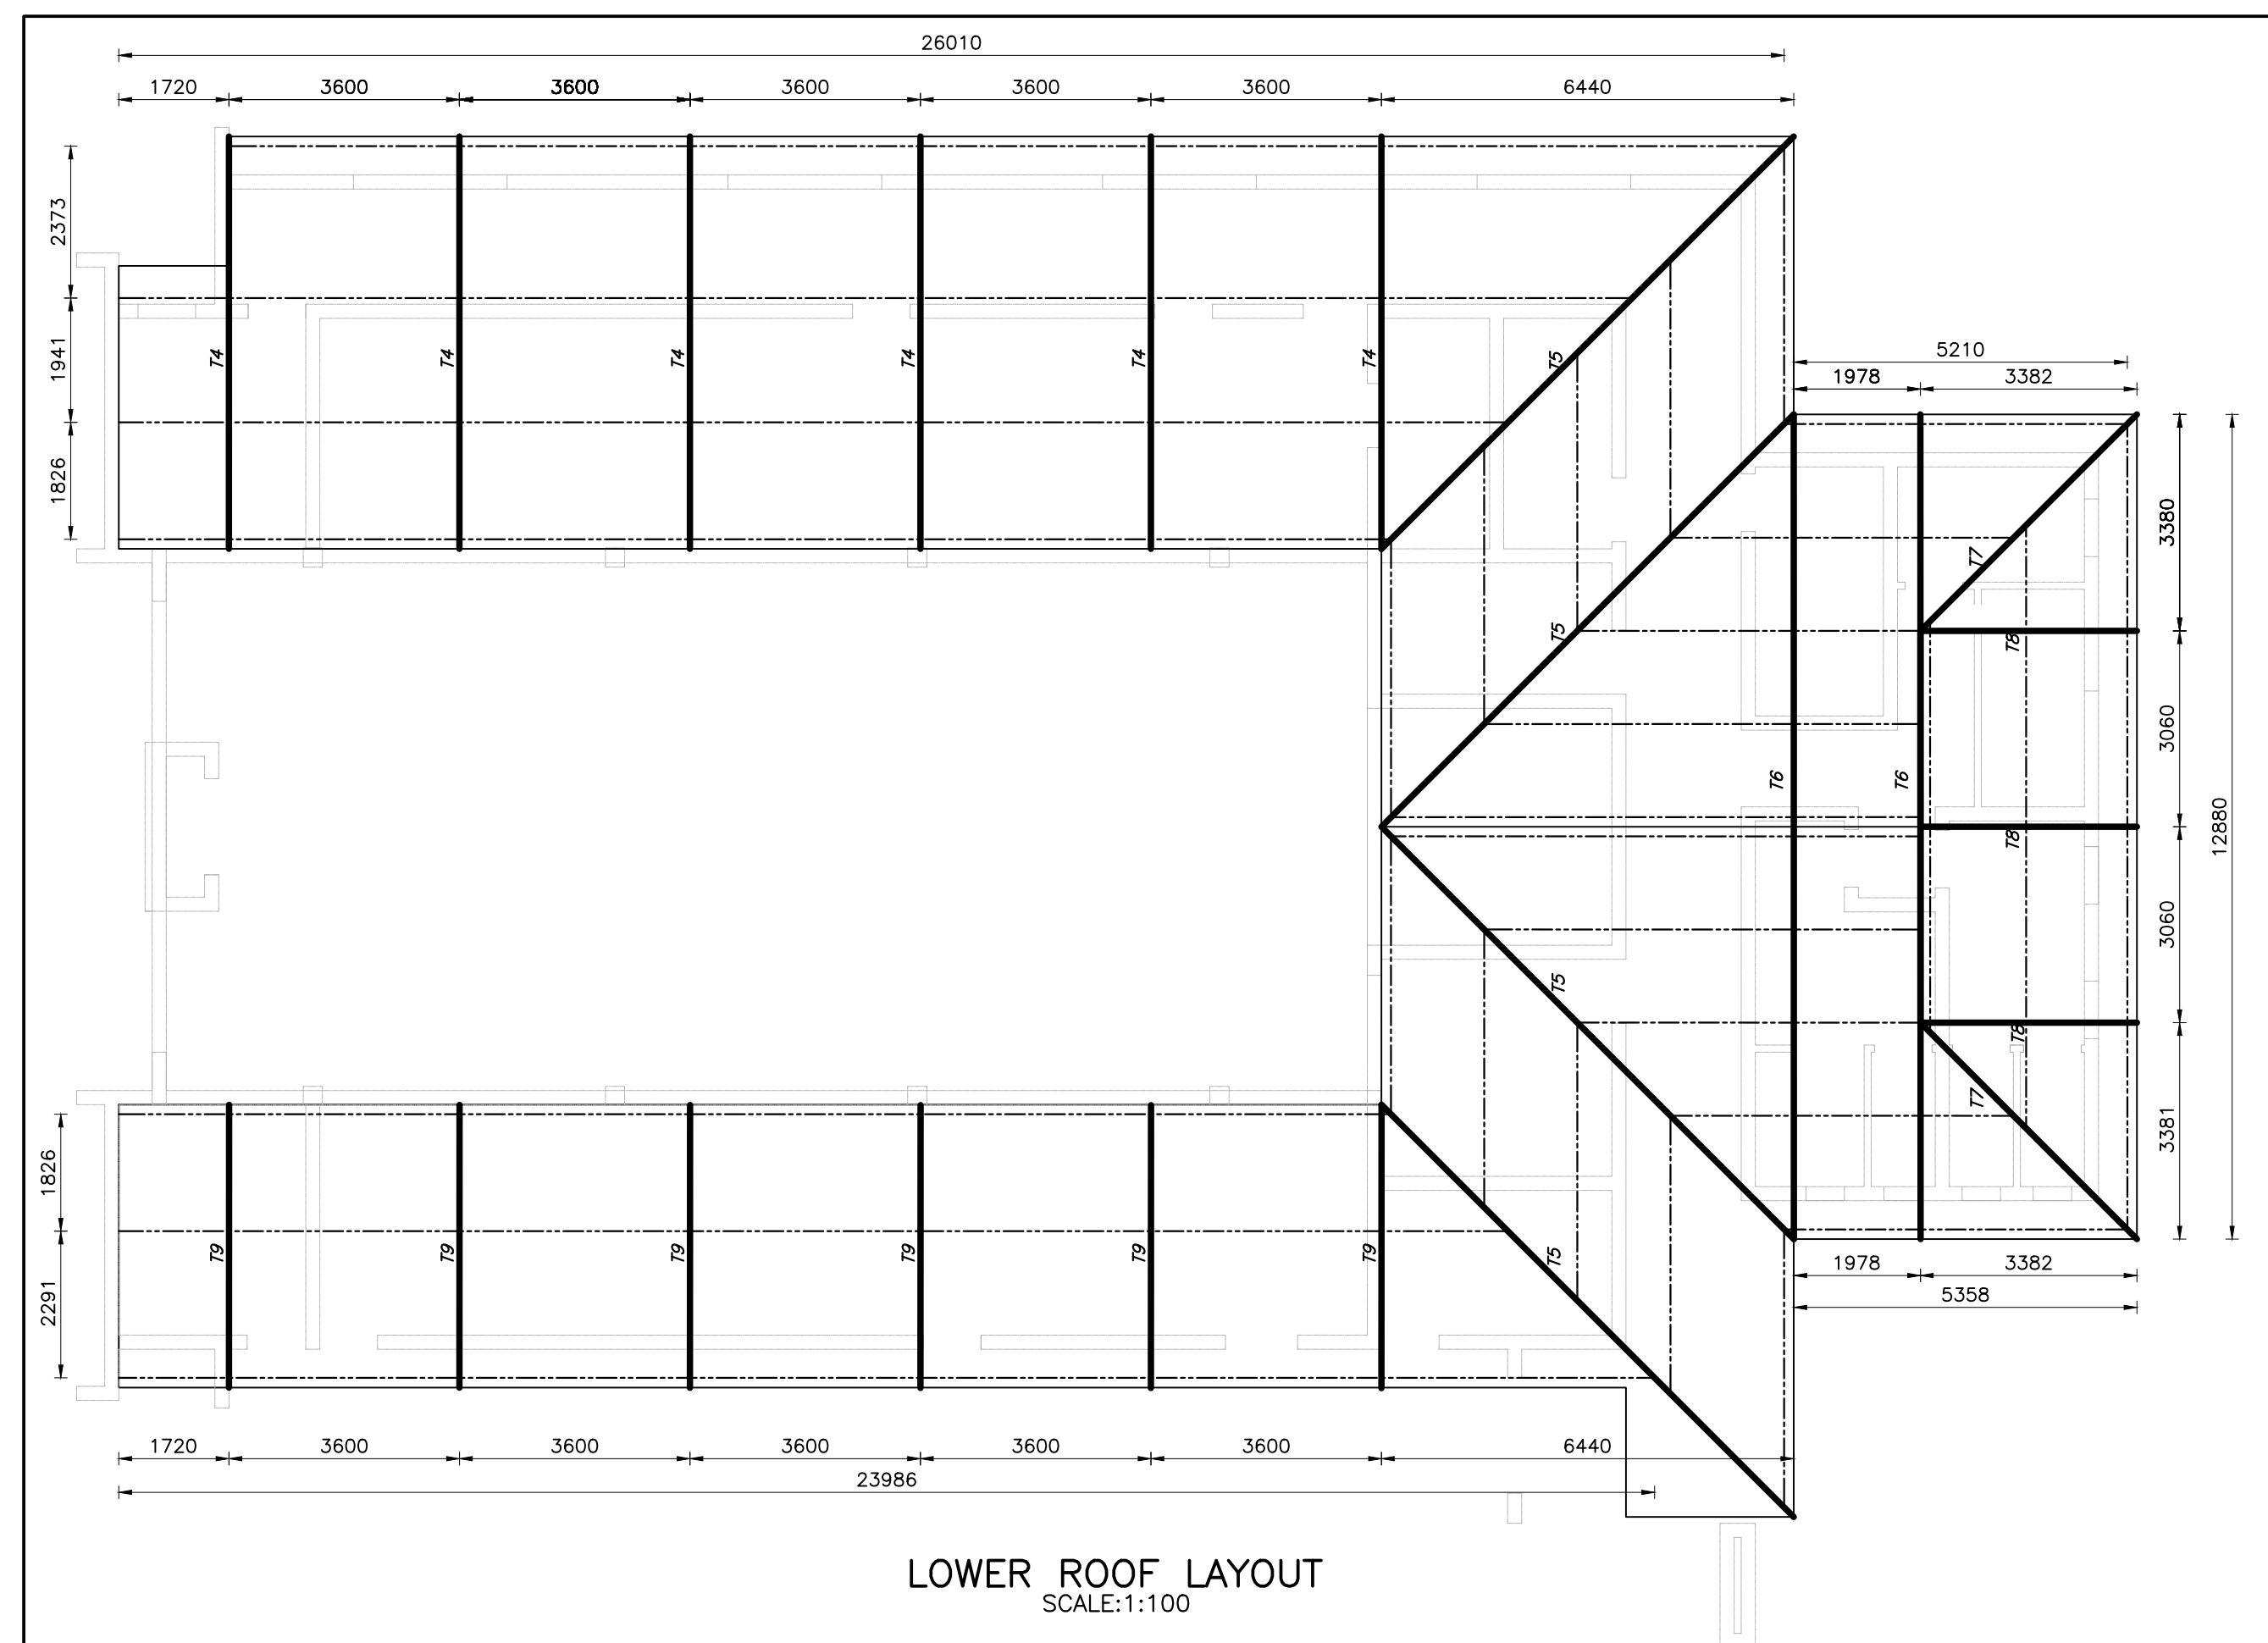 26010
1720 3600 3600 3600 3600 3600 6440
2373
1941
1826
T4 T4 T4 T4 T4 T4 T5
5210
1978 3382
3380
T7
T5
T8
3060
T6 T6
12880
T8
3060
T5
T8
T7
3381
1826
2291
T9 T9 T9 T9 T9 T9 T5
1978 3382
5358
1720 3600 3600 3600 3600 3600 6440
23986
LOWER ROOF LAYOUT
SCALE:1:100